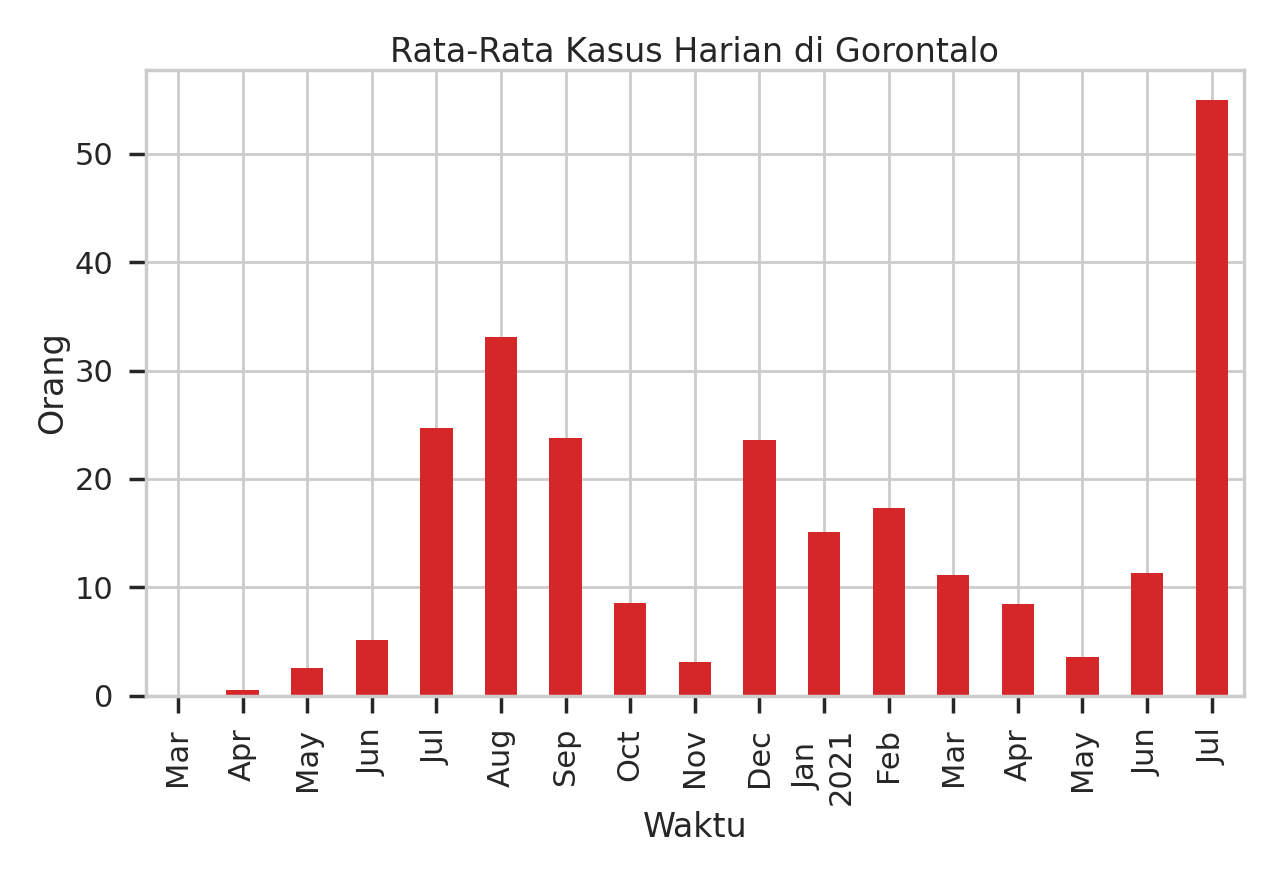 Rata-Rata Kasus Harian di Gorontalo
Orang
50
40
30
20
10
0
Mar
Apr
May
Jun
Jul
Aug
Sep
Oct
Nov
Dec
Jan
2021
Feb
Mar
Apr
May
Jun
Jul
Waktu